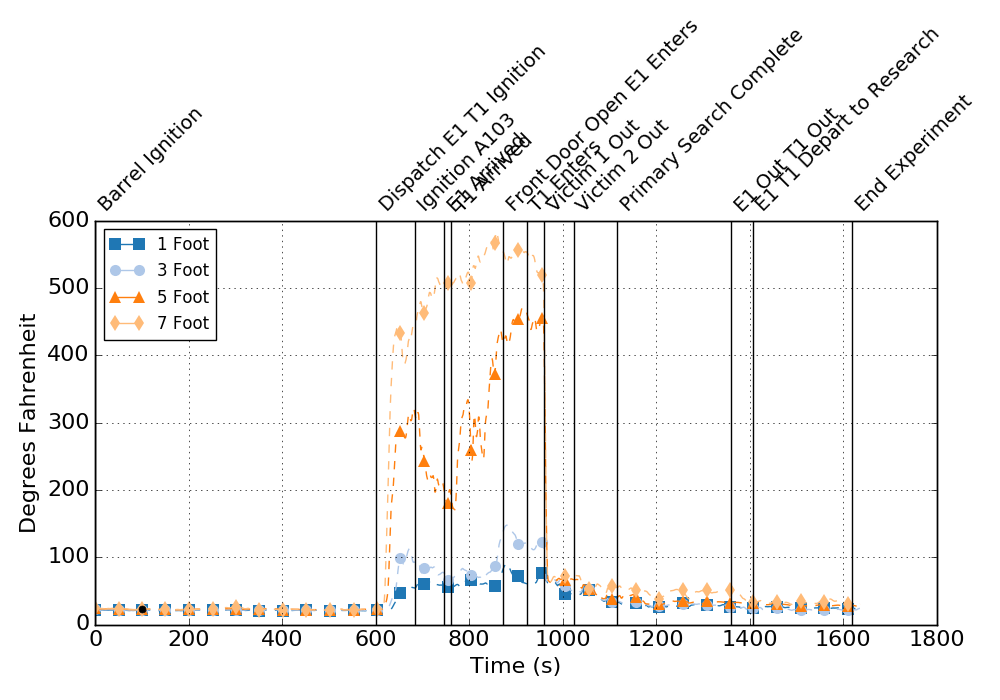 Barrel Ignition
Dispatch E1 T1 Ignition
Ignition A103
E1 Arrived
T1 Arrived
Front Door Open E1 Enters
T1 Enters
Victim 1 Out
Victim 2 Out
Primary Search Complete
E1 Out T1 Out
E1 T1 Depart to Research
End Experiment
600
500
400
300
200
100
0
Degrees Fahrenheit
1 Foot
3 Foot
5 Foot
7 Foot
0 200 400 600 800 1000 1200 1400 1600 1800
Time (s)